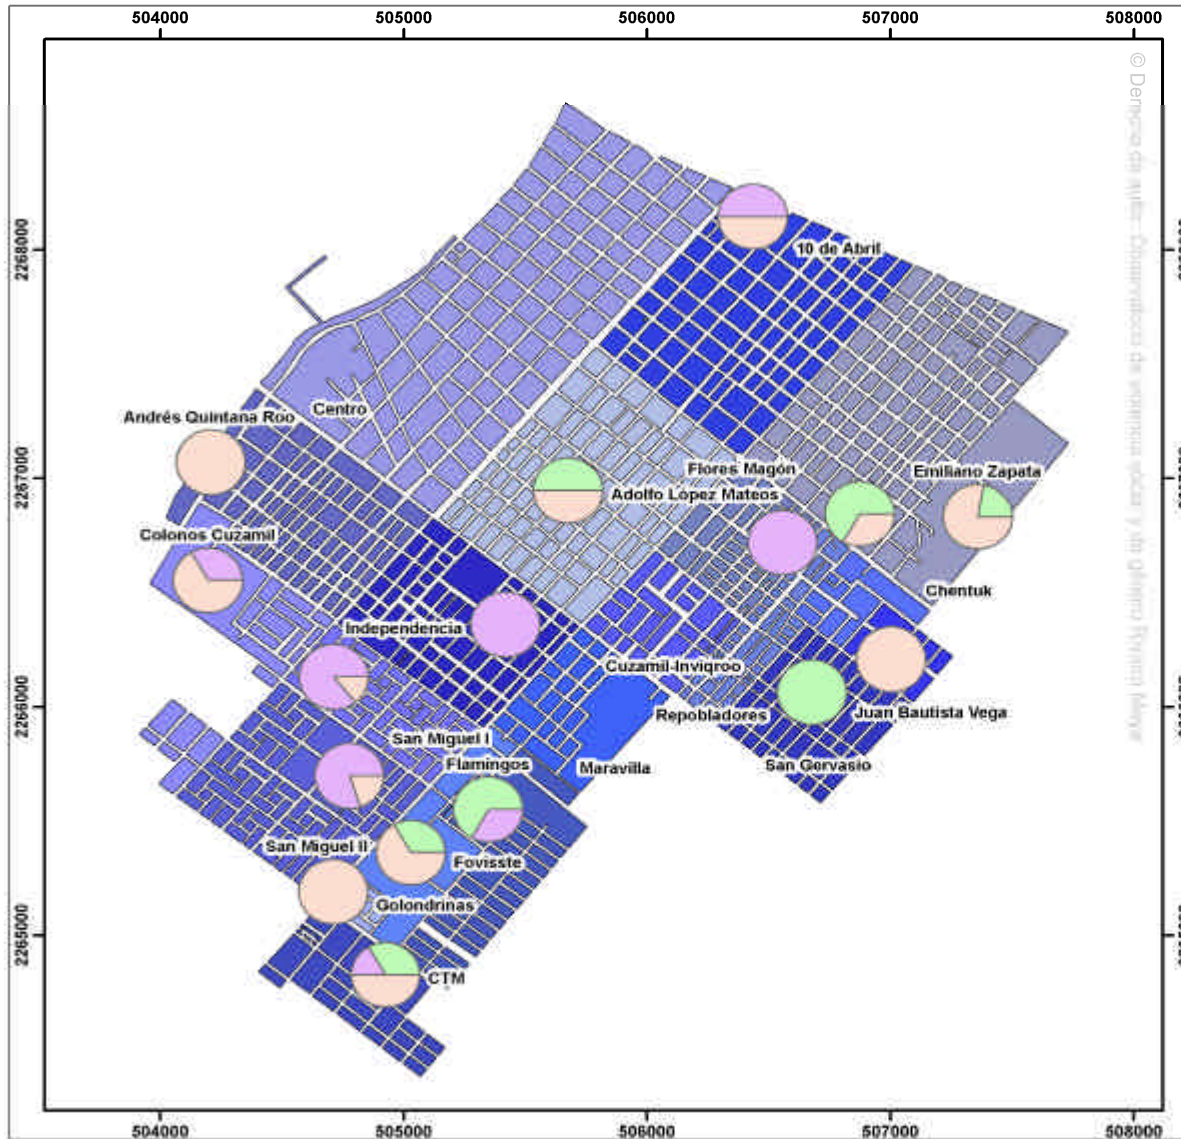 504000 505000 506000 507000 508000
2268000
10 de Abril
Centro
Andrés Quintana Roo
2267000
Flores Magón
Emiliano Zapata
Adolfo López Mateos
Colonos Cuzamil
Chentuk
Independencia
Cuzamil-Inviqroo
2266000
Repobladores
Juan Bautista Vega
San Miguel I
Flamingos
Maravilla
San Gervasio
San Miguel II
Fovissste
Golondrinas
2265000
CTM
504000 505000 506000 507000 508000